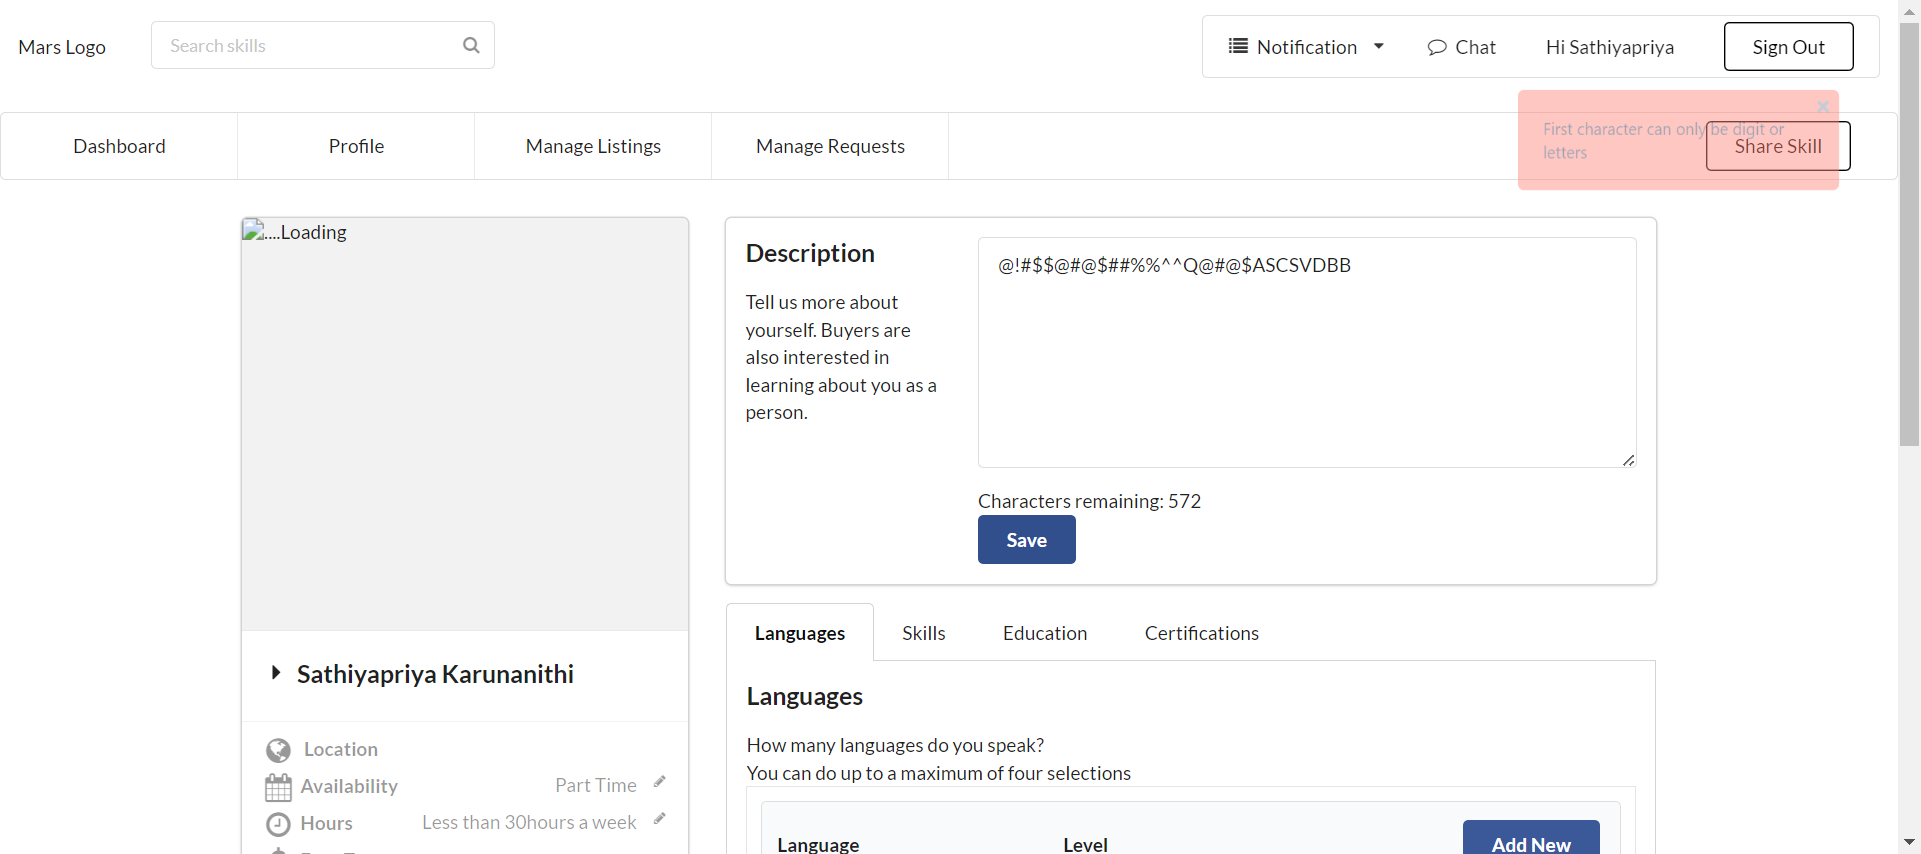 Mars Logo
Search skills
Notification
Chat
Hi Sathiyapriya
Sign Out
First character can only be digit or
letters
Dashboard
Profile
Manage Listings
Manage Requests
Share Skill
....Loading
Description
Tell us more about
yourself. Buyers are
also interested in
learning about you as a
person.
@!#$$@#@$##%%^^Q@#@$ASCSVDBB
Characters remaining: 572
Save
Sathiyapriya Karunanithi
Location
Availability
Part Time
Hours
Less than 30hours a week
Languages
Skills
Education
Certifications
Languages
How many languages do you speak?
You can do up to a maximum of four selections
Language
Level
Add New